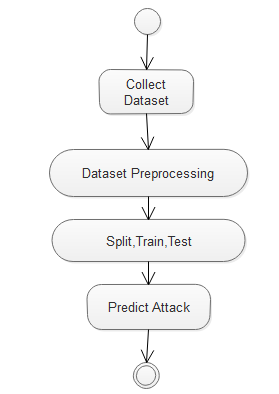 Collect
Dataset
Dataset Preprocessing
Split,Train,Test
Predict Attack